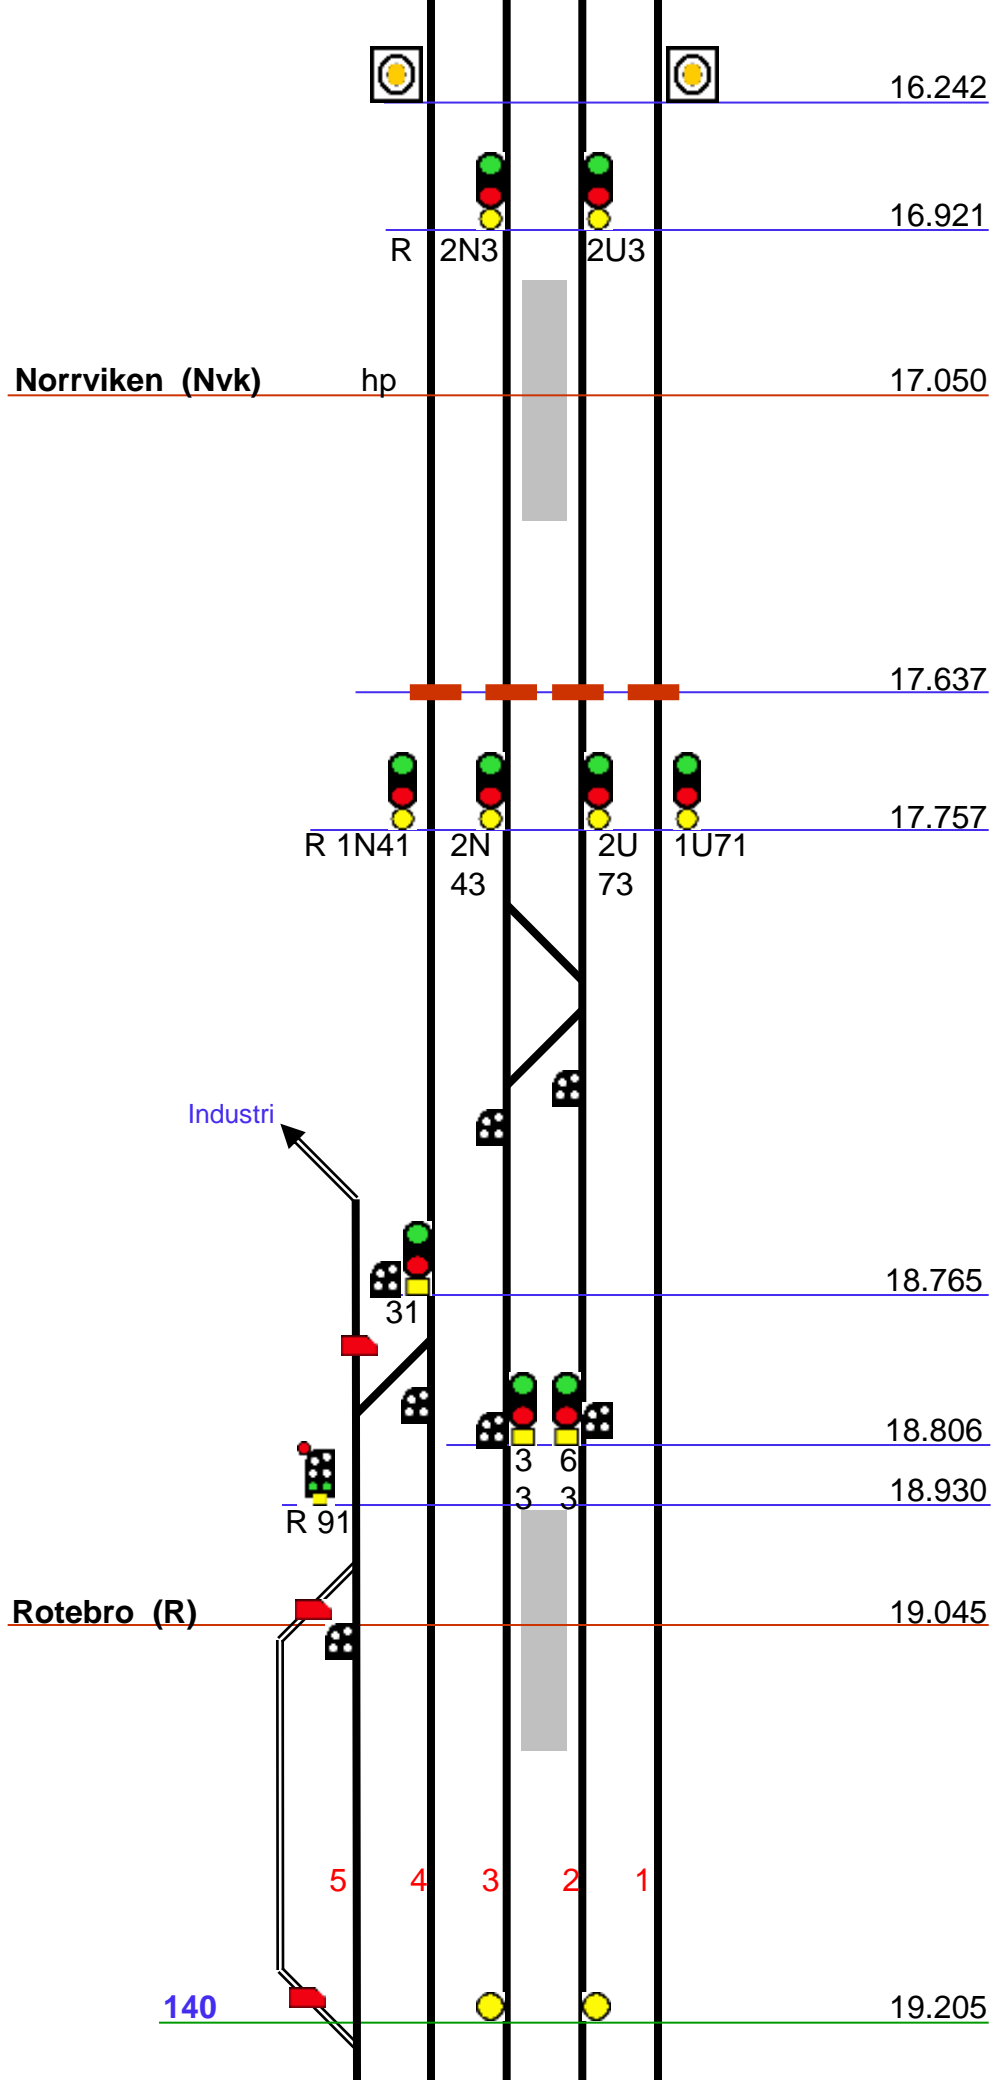 16.242
16.921
R 2N3 2U3
Norrviken (Nvk) hp 17.050
17.637
17.757
R 1N41 2N 2U 1U71
43 73
Industri
18.765
31
18.806
3 6
3 3
18.930
R 91
Rotebro (R) 19.045
5 4 3 2 1
140 19.205